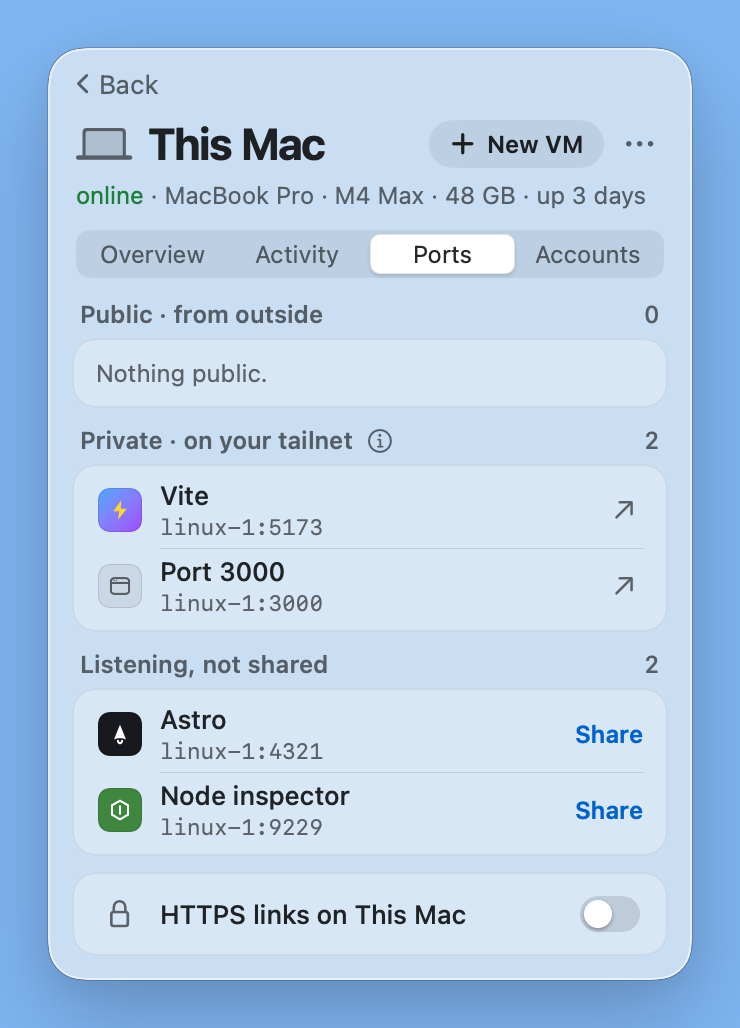 Back
This Mac
New VM
online · MacBook Pro · M4 Max · 48 GB · up 3 days
Overview Activity Ports Accounts
Public · from outside 0
Nothing public.
Private · on your tailnet 2
Vite
linux-1:5173
Port 3000
linux-1:3000
Listening, not shared 2
Astro
linux-1:4321
Share
Node inspector
linux-1:9229
Share
HTTPS links on This Mac